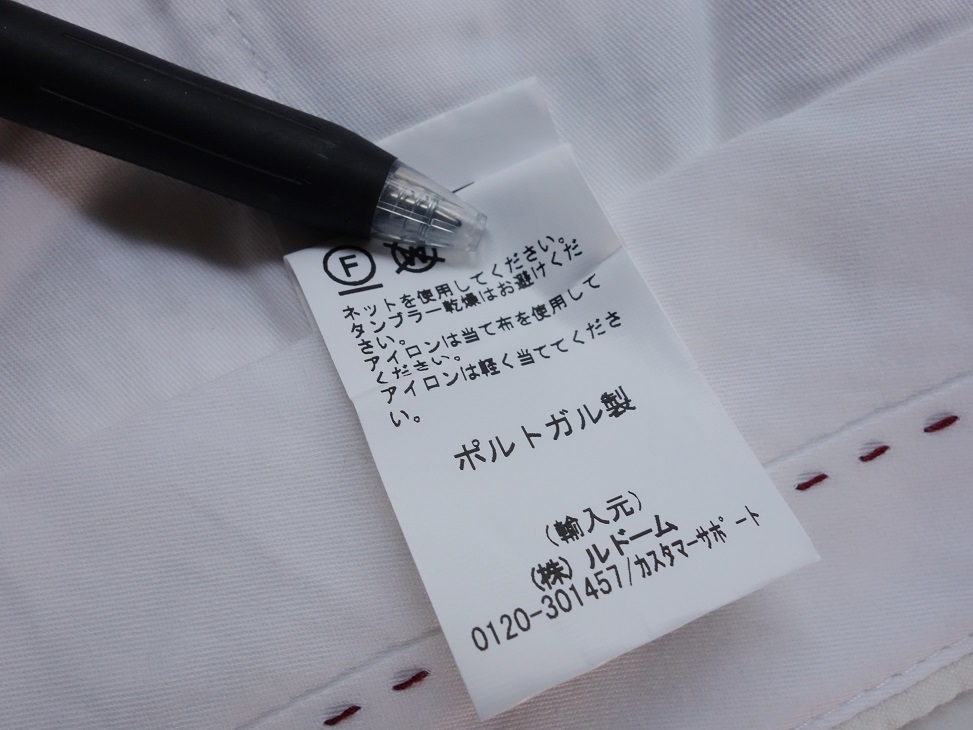 F
ネットを使用してください。
タンブラー乾燥はお避けくだ
さい。
アイロンは当て布を使用して
ください。
アイロンは軽く当ててくださ
い。
ポルトガル製
(輸入元)
(株)ルドーム
0120-301457/カスタマーサポート